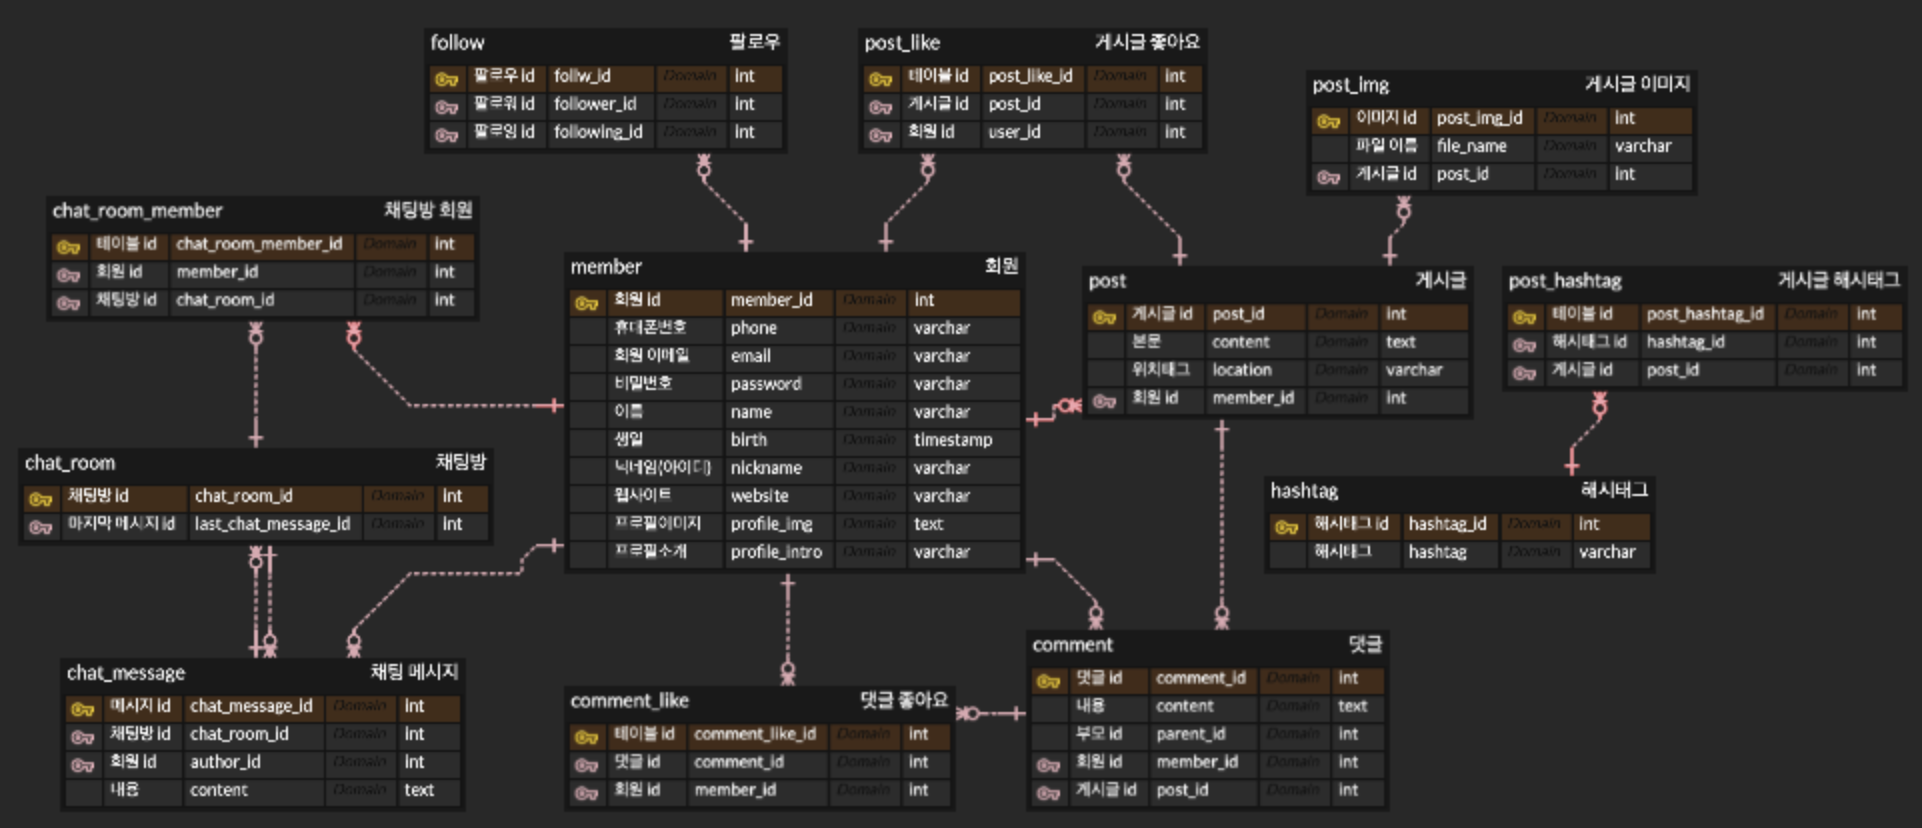 follow 팔로우
팔로우 id follw_id Domain int
팔로워 id follower_id Domain int
팔로잉 id following_id Domain int
post_like 게시글 좋아요
테이블 id post_like_id Domain int
게시글 id post_id Domain int
회원 id user_id Domain int
post_img 게시글 이미지
이미지 id post_img_id Domain int
파일 이름 file_name Domain varchar
게시글 id post_id Domain int
chat_room_member 채팅방 회원
테이블 id chat_room_member_id Domain int
회원 id member_id Domain int
채팅방 id chat_room_id Domain int
member 회원
회원 id member_id Domain int
휴대폰번호 phone Domain varchar
회원 이메일 email Domain varchar
비밀번호 password Domain varchar
이름 name Domain varchar
생일 birth Domain timestamp
닉네임(아이디) nickname Domain varchar
웹사이트 website Domain varchar
프로필이미지 profile_img Domain text
프로필소개 profile_intro Domain varchar
post 게시글
게시글 id post_id Domain int
본문 content Domain text
위치태그 location Domain varchar
회원 id member_id Domain int
post_hashtag 게시글 해시태그
테이블 id post_hashtag_id Domain int
해시태그 id hashtag_id Domain int
게시글 id post_id Domain int
chat_room 채팅방
채팅방 id chat_room_id Domain int
마지막 메시지 id last_chat_message_id Domain int
hashtag 해시태그
해시태그 id hashtag_id Domain int
해시태그 hashtag Domain varchar
chat_message 채팅 메시지
메시지 id chat_message_id Domain int
채팅방 id chat_room_id Domain int
회원 id author_id Domain int
내용 content Domain text
comment_like 댓글 좋아요
테이블 id comment_like_id Domain int
댓글 id comment_id Domain int
회원 id member_id Domain int
comment 댓글
댓글 id comment_id Domain int
내용 content Domain text
부모 id parent_id Domain int
회원 id member_id Domain int
게시글 id post_id Domain int